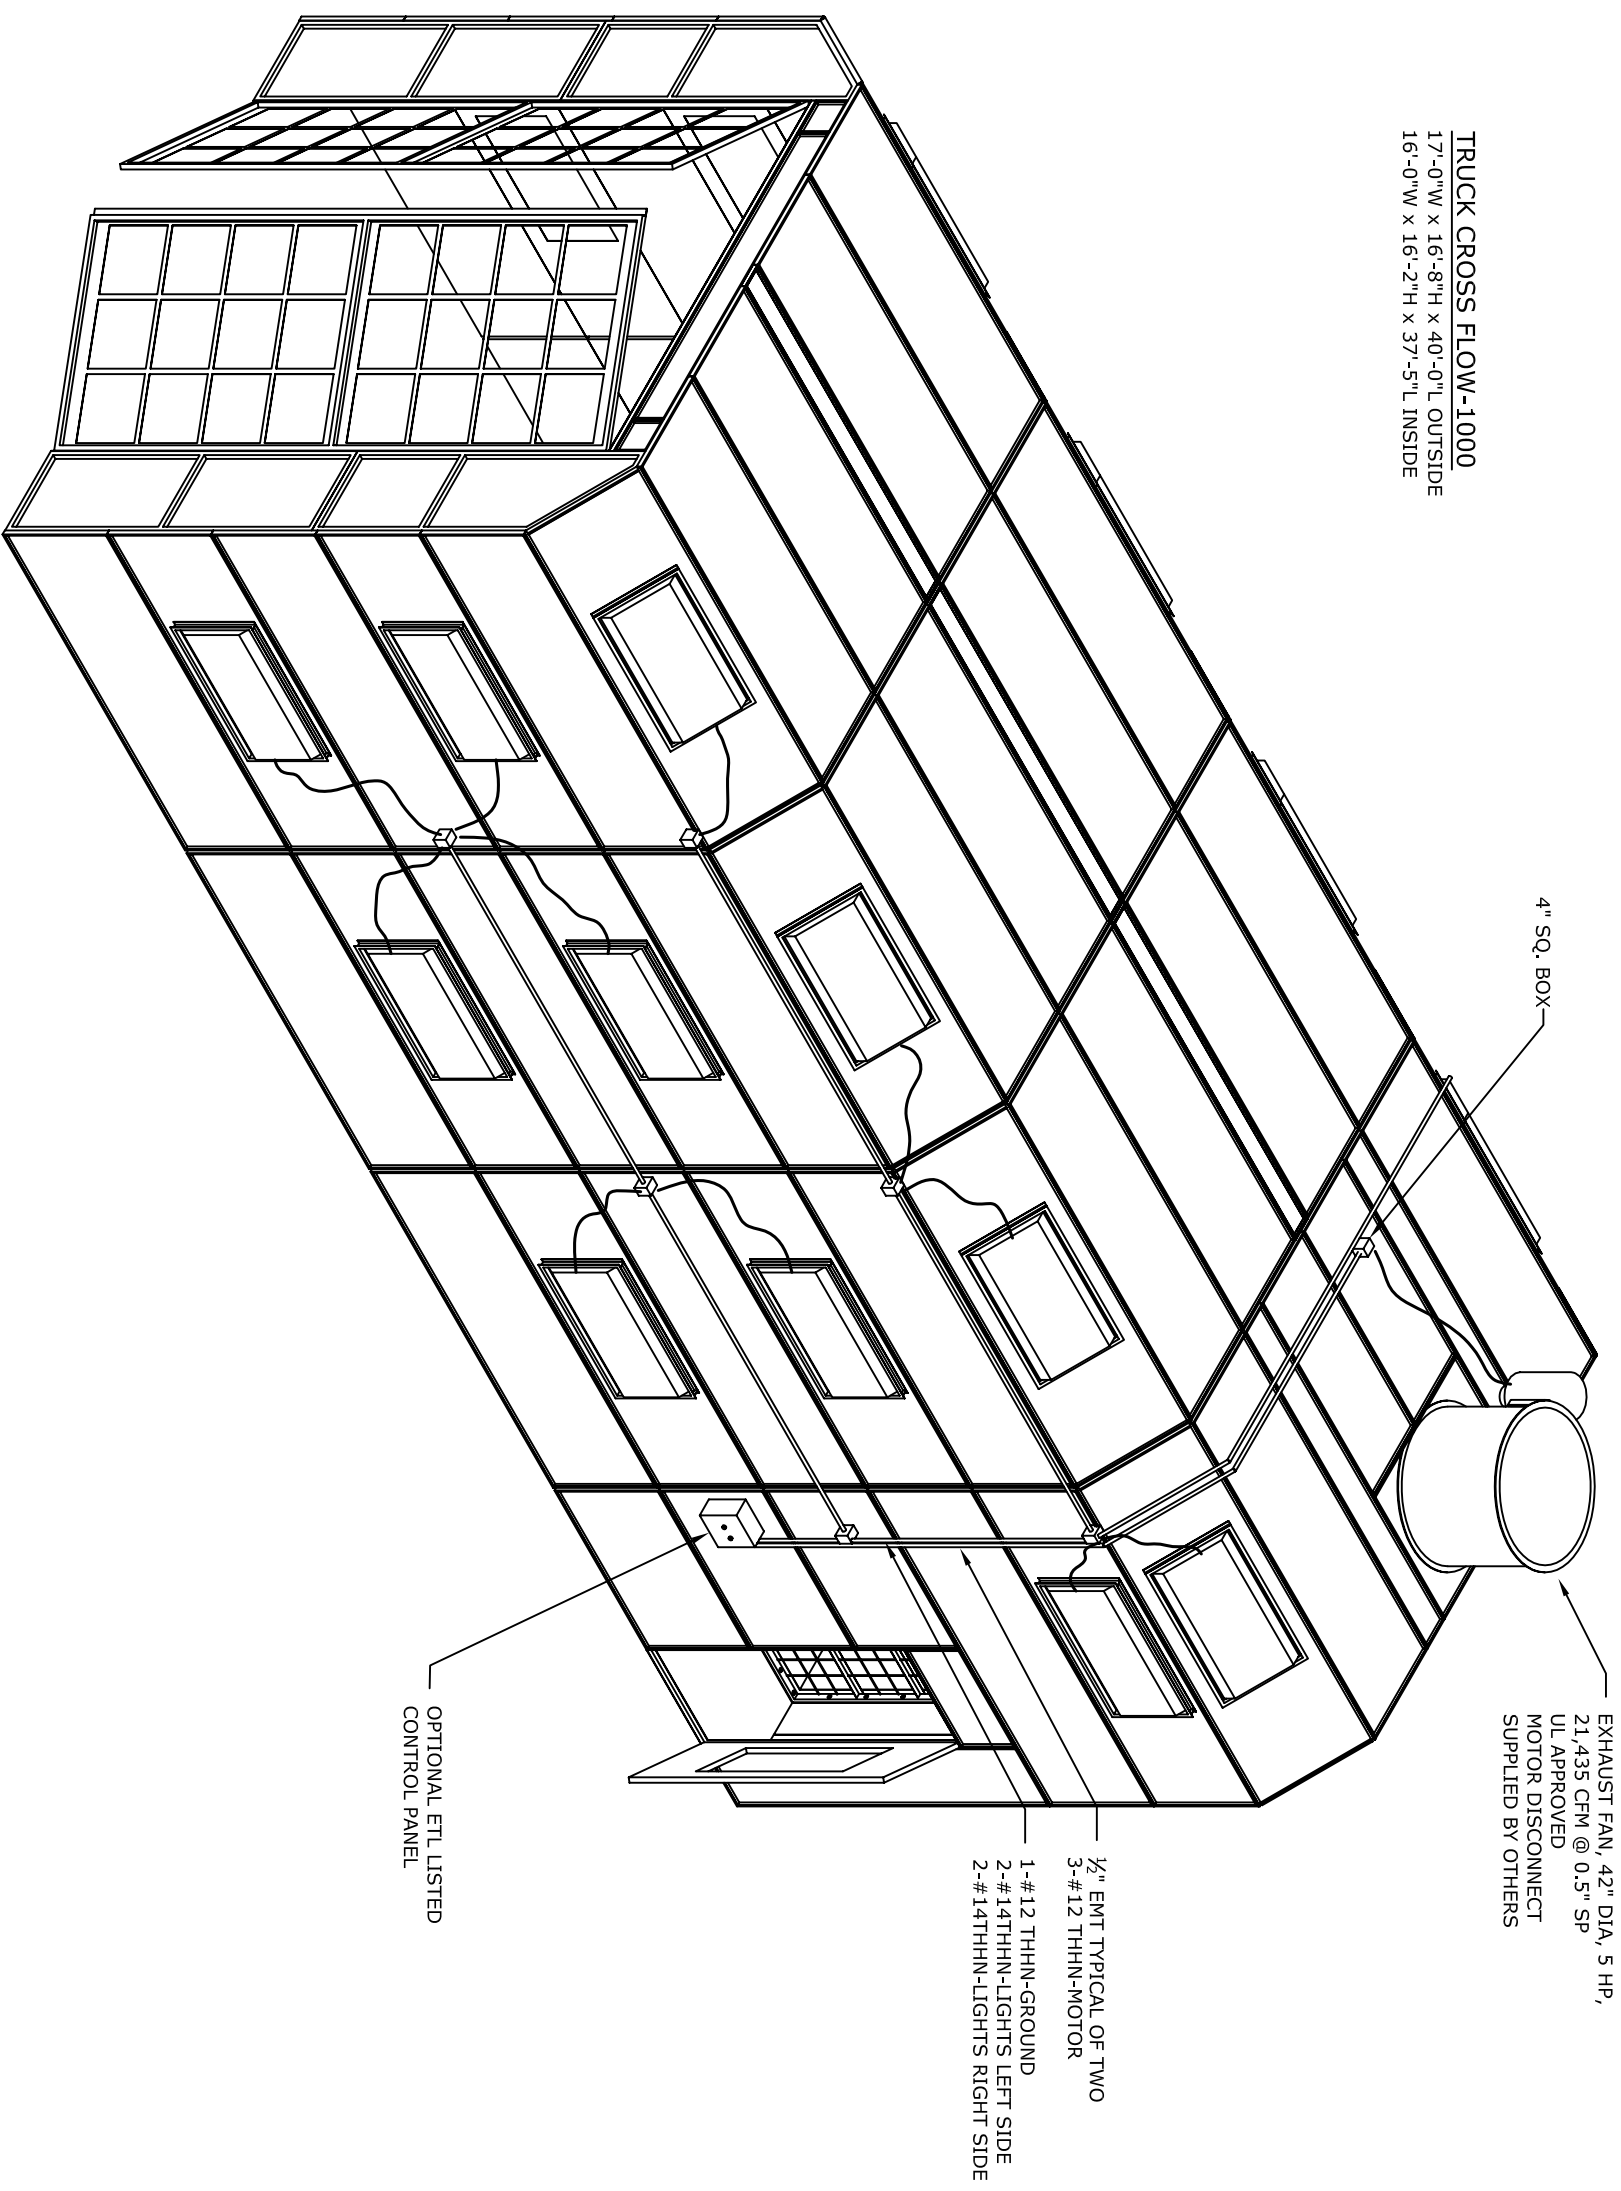 TRUCK CROSS FLOW-1000
17'-0"W x 16'-8"H x 40'-0"L OUTSIDE
16'-0"W x 16'-2"H x 37'-5"L INSIDE
4" SQ. BOX
EXHAUST FAN, 42" DIA, 5 HP,
21,435 CFM @ 0.5" SP
UL APPROVED
MOTOR DISCONNECT
SUPPLIED BY OTHERS
½" EMT TYPICAL OF TWO
3-#12 THHN-MOTOR
1-#12 THHN-GROUND
2-#14THHN-LIGHTS LEFT SIDE
2-#14THHN-LIGHTS RIGHT SIDE
OPTIONAL ETL LISTED
CONTROL PANEL